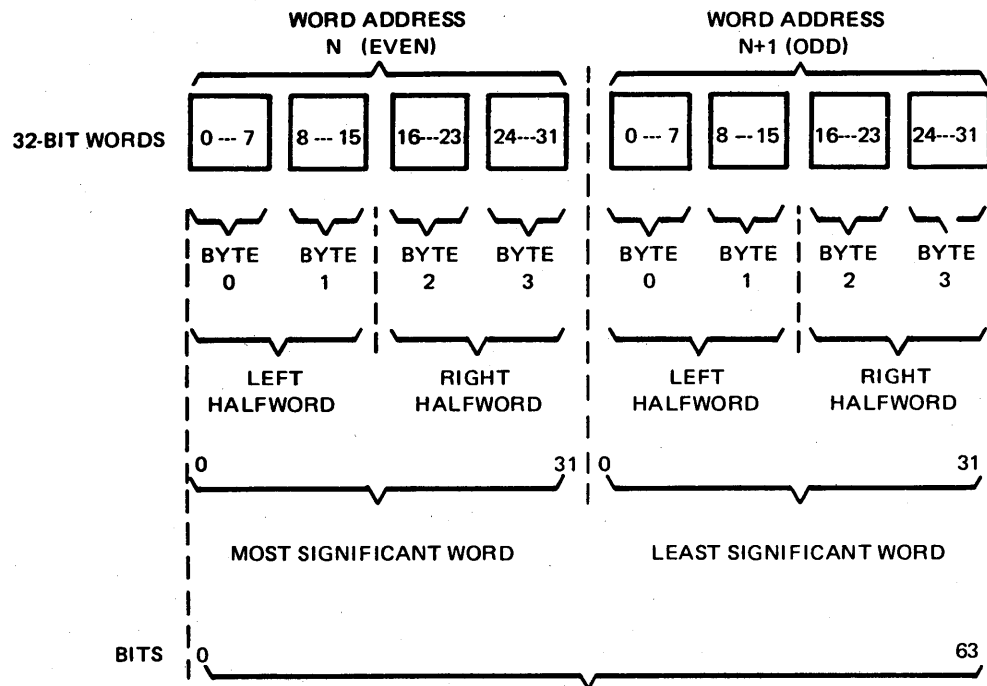 WORD ADDRESS WORD ADDRESS
N (EVEN) N+1 (ODD)
32-BIT WORDS 0 --- 7 8 --- 15 16---23 24---31 0 --- 7 8 --- 15 16---23 24---31
BYTE BYTE BYTE BYTE BYTE BYTE BYTE BYTE
0 1 2 3 0 1 2 3
LEFT RIGHT LEFT RIGHT
HALFWORD HALFWORD HALFWORD HALFWORD
0 31 0 31
MOST SIGNIFICANT WORD LEAST SIGNIFICANT WORD
BITS 0 63